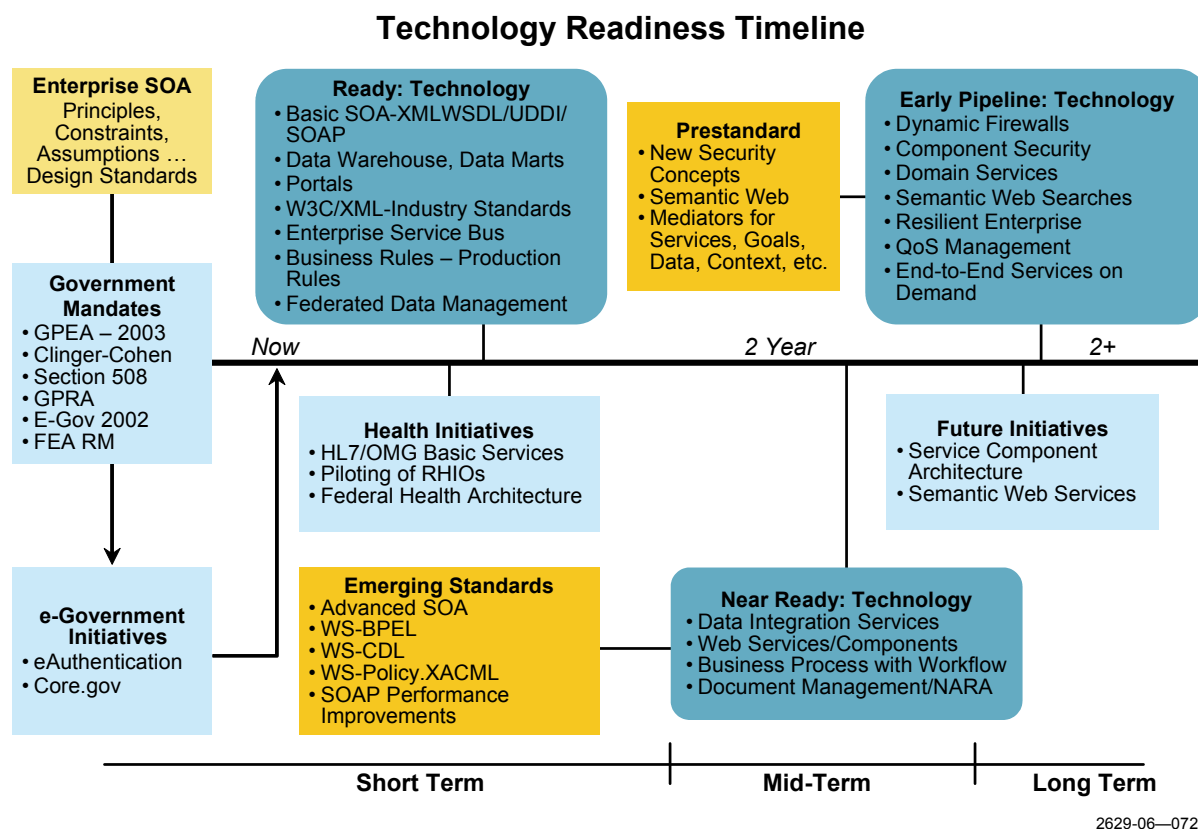 Technology Readiness Timeline
Enterprise SOA
Principles,
Constraints,
Assumptions …
Design Standards
Government
Mandates
• GPEA – 2003
• Clinger-Cohen
• Section 508
• GPRA
• E-Gov 2002
• FEA RM
e-Government
Initiatives
• eAuthentication
• Core.gov
Ready: Technology
• Basic SOA-XMLWSDL/UDDI/
SOAP
• Data Warehouse, Data Marts
• Portals
• W3C/XML-Industry Standards
• Enterprise Service Bus
• Business Rules – Production
Rules
• Federated Data Management
Prestandard
• New Security
Concepts
• Semantic Web
• Mediators for
Services, Goals,
Data, Context, etc.
Early Pipeline: Technology
• Dynamic Firewalls
• Component Security
• Domain Services
• Semantic Web Searches
• Resilient Enterprise
• QoS Management
• End-to-End Services on
Demand
Now
2 Year
2+
Health Initiatives
• HL7/OMG Basic Services
• Piloting of RHIOs
• Federal Health Architecture
Future Initiatives
• Service Component
Architecture
• Semantic Web Services
Emerging Standards
• Advanced SOA
• WS-BPEL
• WS-CDL
• WS-Policy.XACML
• SOAP Performance
Improvements
Near Ready: Technology
• Data Integration Services
• Web Services/Components
• Business Process with Workflow
• Document Management/NARA
Short Term
Mid-Term
Long Term
2629-06—072